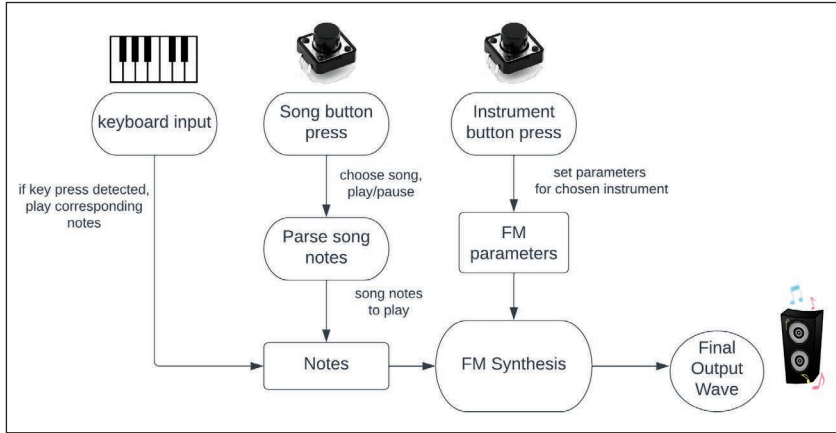 keyboard input
Song button
press
Instrument
button press
if key press detected,
play corresponding
notes
choose song,
play/pause
set parameters
for chosen instrument
Parse song
notes
FM
parameters
song notes
to play
Notes
FM Synthesis
Final
Output
Wave